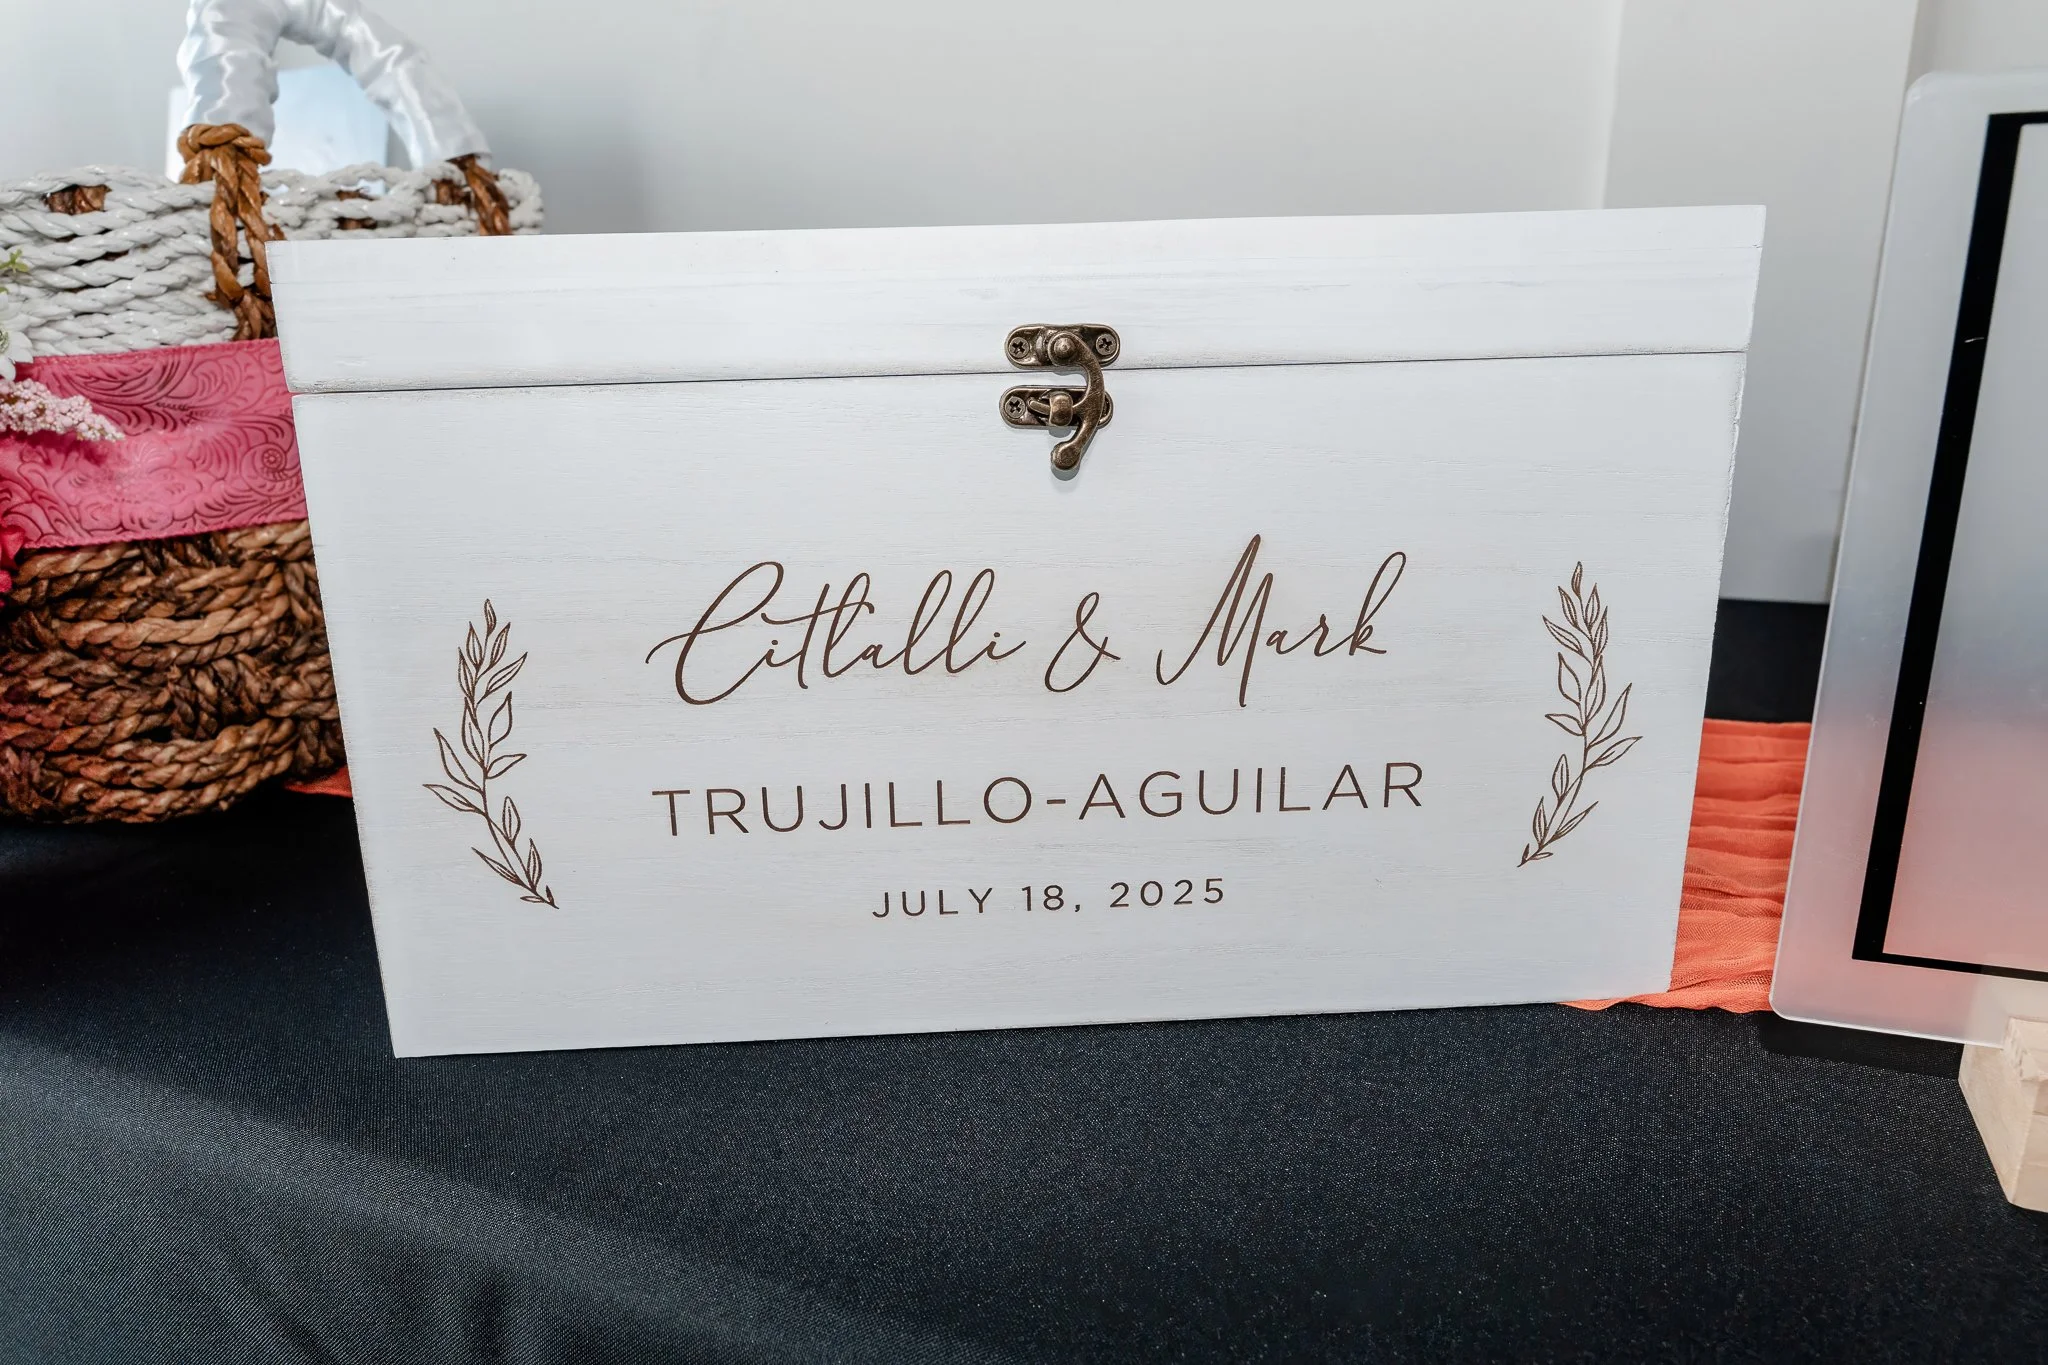 Citlalli & Mark
TRUJILLO-AGUILAR
JULY 18, 2025